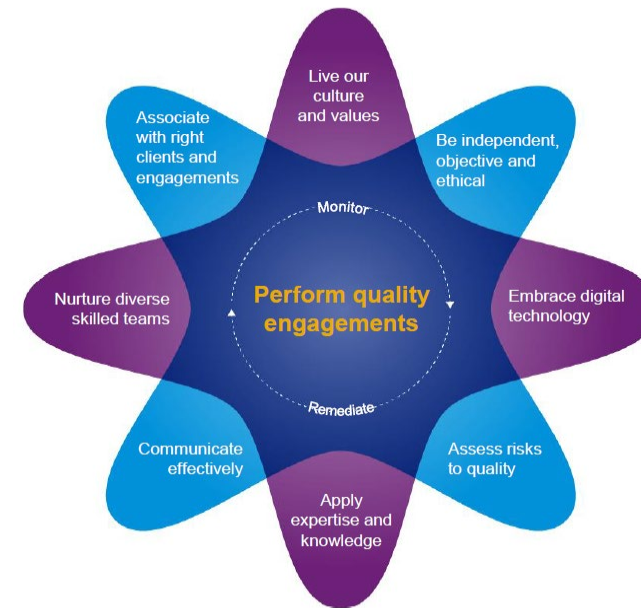 Live our
culture
and values
Be independent,
objective and
ethical
Embrace digital
technology
Assess risks
to quality
Apply
expertise and
knowledge
Communicate
effectively
Nurture diverse
skilled teams
Associate
with right
clients and
engagements
Monitor
Perform quality
engagements
Remediate